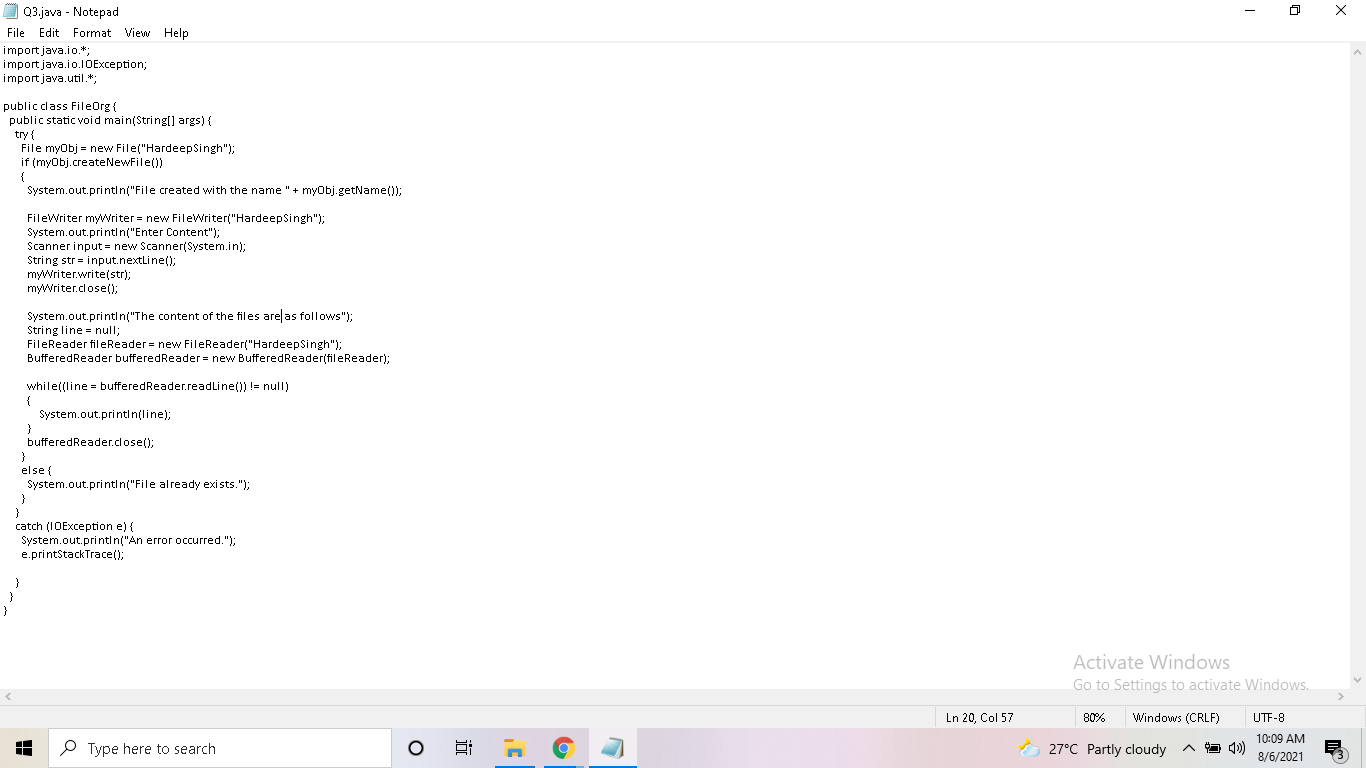 Q3.java - Notepad
File Edit Format View Help
import java.io.*;
import java.io.IOException;
import java.util.*;
public class FileOrg {
public static void main(String[] args) {
try {
File myObj = new File("HardeepSingh");
if (myObj.createNewFile())
{
System.out.println("File created with the name " + myObj.getName());
FileWriter myWriter = new FileWriter("HardeepSingh");
System.out.println("Enter Content");
Scanner input = new Scanner(System.in);
String str = input.nextLine();
myWriter.write(str);
myWriter.close();
System.out.println("The content of the files are as follows");
String line = null;
FileReader fileReader = new FileReader("HardeepSingh");
BufferedReader bufferedReader = new BufferedReader(fileReader);
while((line = bufferedReader.readLine()) != null)
{
System.out.println(line);
}
bufferedReader.close();
}
else {
System.out.println("File already exists.");
}
}
catch (IOException e) {
System.out.println("An error occurred.");
e.printStackTrace();
}
}
}
Activate Windows
Go to Settings to activate Windows.
Ln 20, Col 57 80% Windows (CRLF) UTF-8
Type here to search
27°C Partly cloudy
10:09 AM
8/6/2021
3